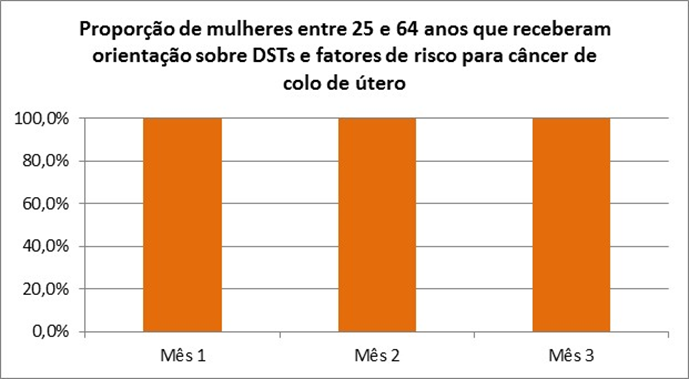 Proporção de mulheres entre 25 e 64 anos que receberam
orientação sobre DSTs e fatores de risco para câncer de
colo de útero
100,0%
80,0%
60,0%
40,0%
20,0%
0,0%
Mês 1 Mês 2 Mês 3